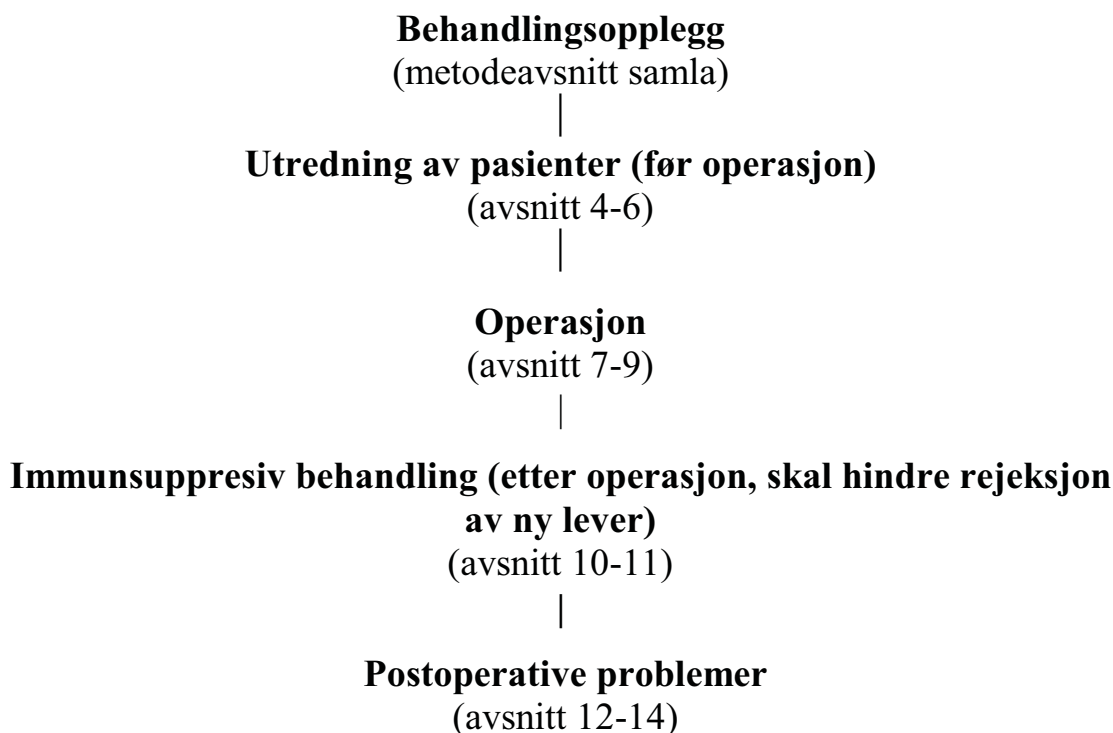 Behandlingsopplegg
(metodeavsnitt samla)
Utredning av pasienter (før operasjon)
(avsnitt 4-6)
Operasjon
(avsnitt 7-9)
Immunsuppresiv behandling (etter operasjon, skal hindre rejeksjon
av ny lever)
(avsnitt 10-11)
Postoperative problemer
(avsnitt 12-14)